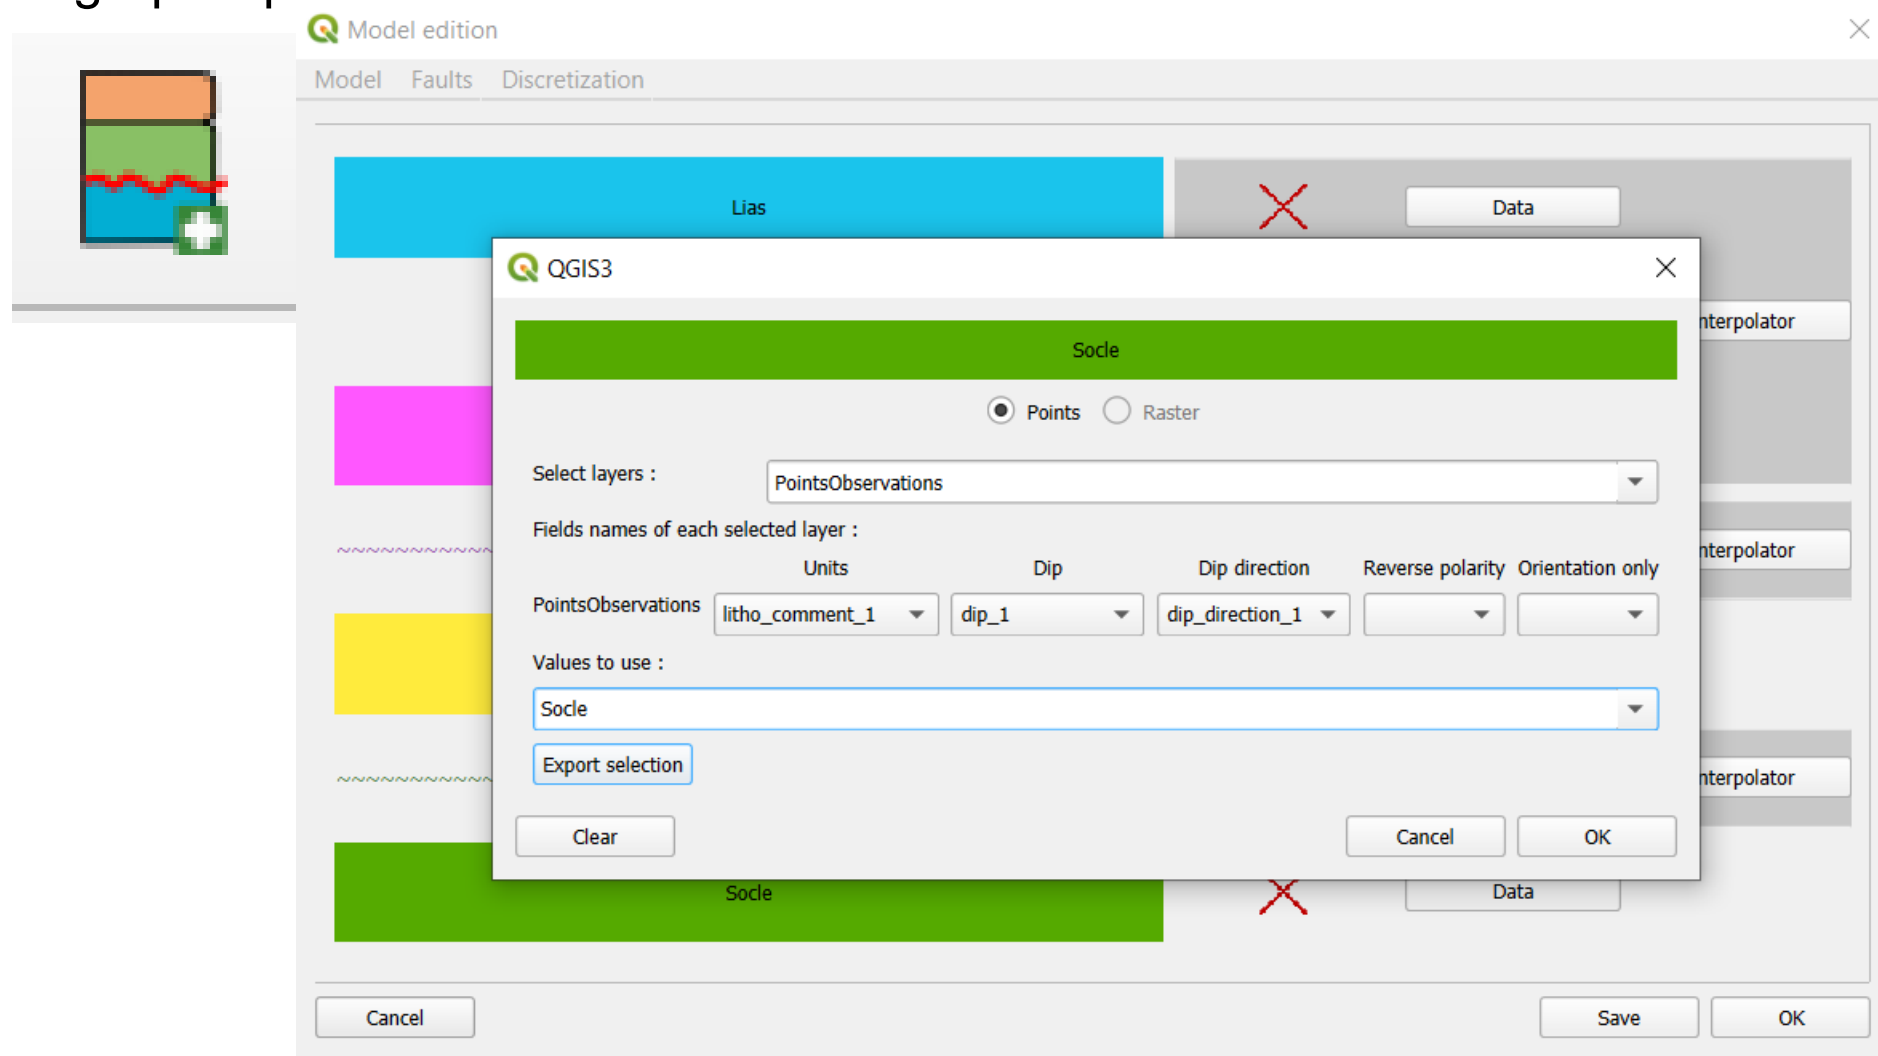 Model edition
Model Faults Discretization
Lias
Data
QGIS3
Socle
nterpolator
Points Raster
Select layers :
PointsObservations
Fields names of each selected layer :
Units Dip Dip direction Reverse polarity Orientation only
nterpolator
PointsObservations litho_comment_1 dip_1 dip_direction_1
Values to use :
Socle
Export selection
nterpolator
Clear Cancel OK
Socle
Data
Cancel Save OK